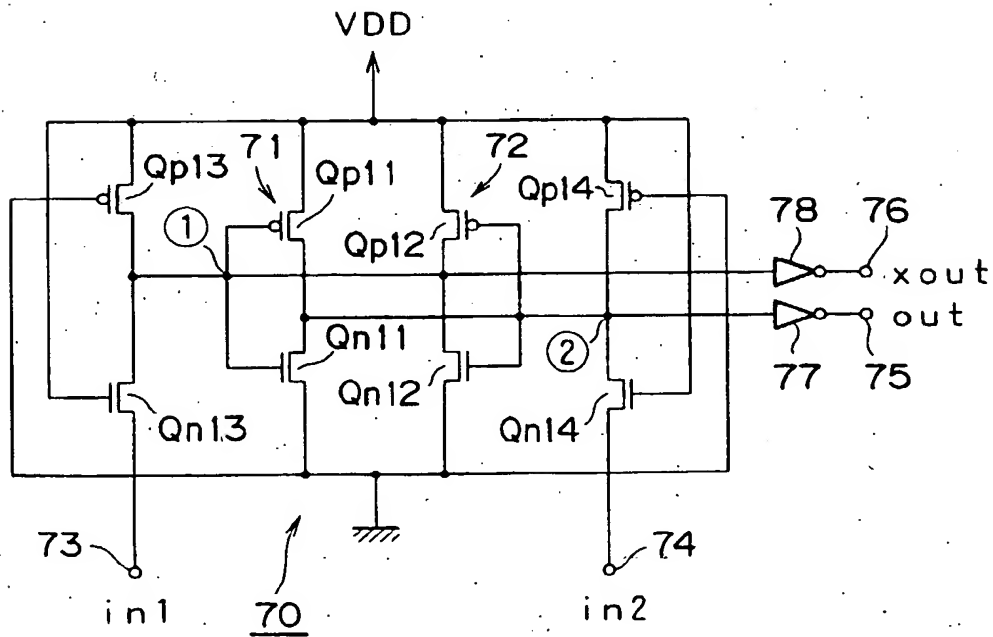 VDD
71
72
Qp13
Qp11
Qp12
Qp14
78
76
①
xout
out
②
Qn11
Qn12
77
75
Qn13
Qn14
73
74
in1
70
in2